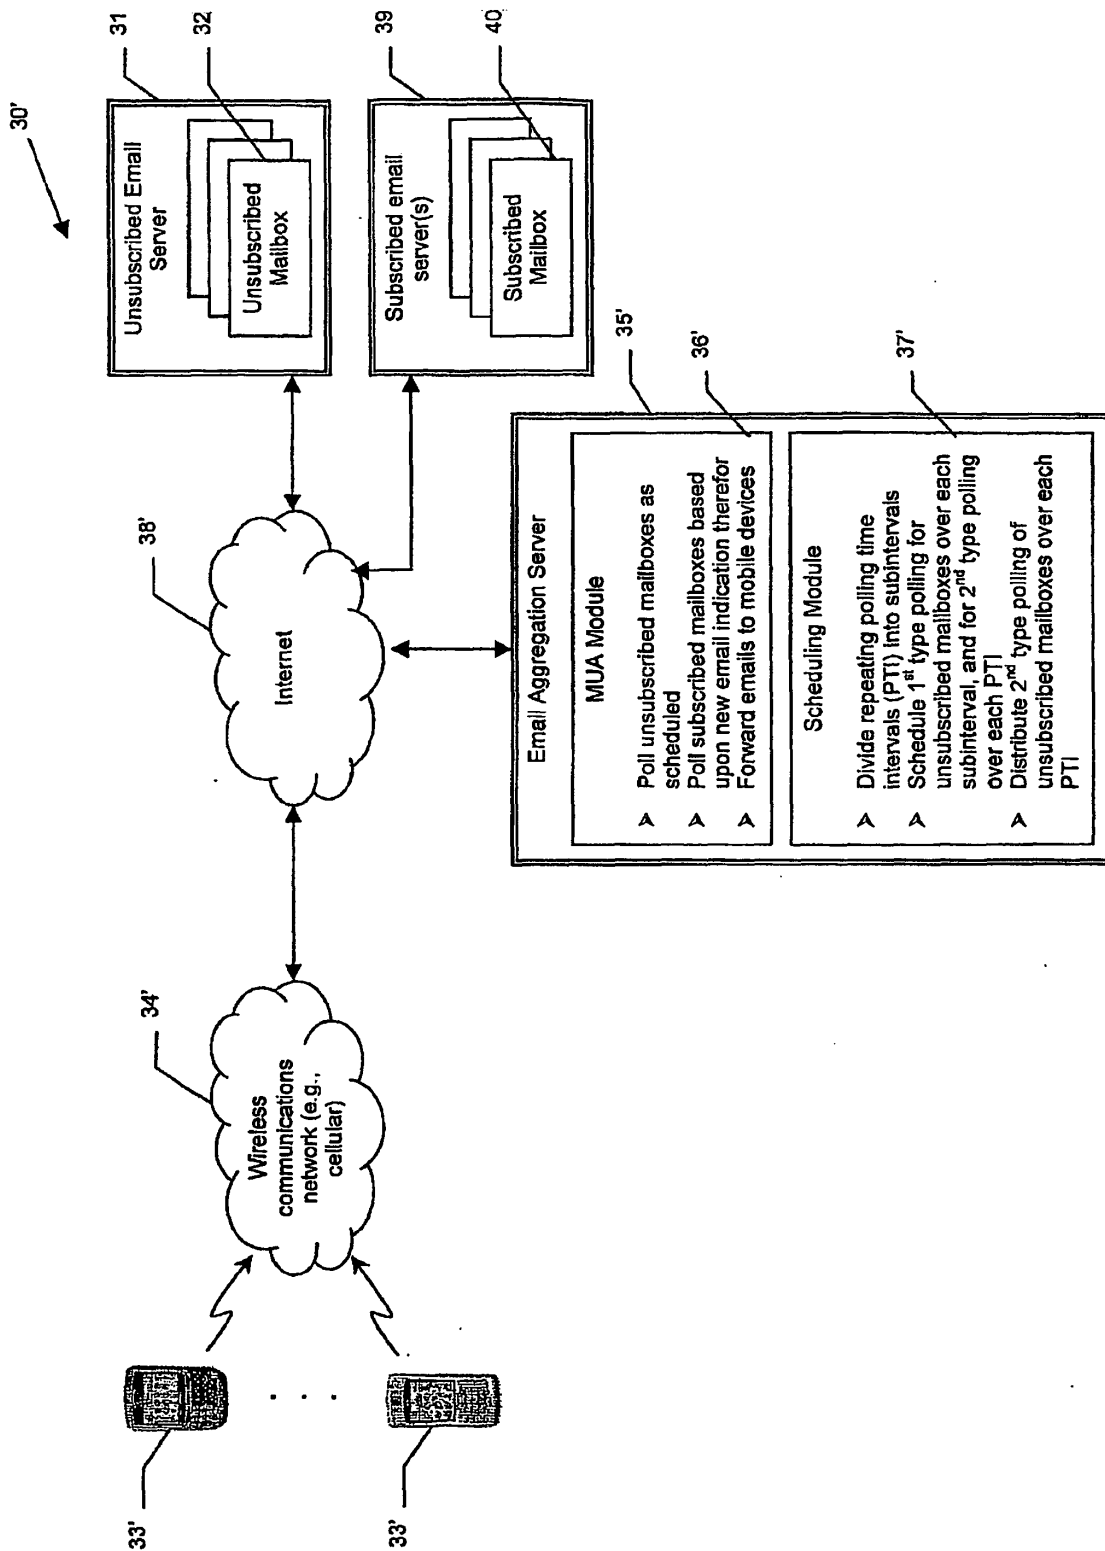 30'
31
Unsubscribed Email
Server
32
Unsubscribed
Mailbox
39
Subscribed email
server(s)
40
Subscribed
Mailbox
38'
Internet
34'
Wireless
communications
network (e.g.,
cellular)
33'
. . .
33'
35'
Email Aggregation Server
36'
MUA Module
➢ Poll unsubscribed mailboxes as
scheduled
➢ Poll subscribed mailboxes based
upon new email indication therefor
➢ Forward emails to mobile devices
37'
Scheduling Module
➢ Divide repeating polling time
intervals (PTI) into subintervals
➢ Schedule 1st type polling for
unsubscribed mailboxes over each
subinterval, and for 2nd type polling
over each PTI
➢ Distribute 2nd type polling of
unsubscribed mailboxes over each
PTI